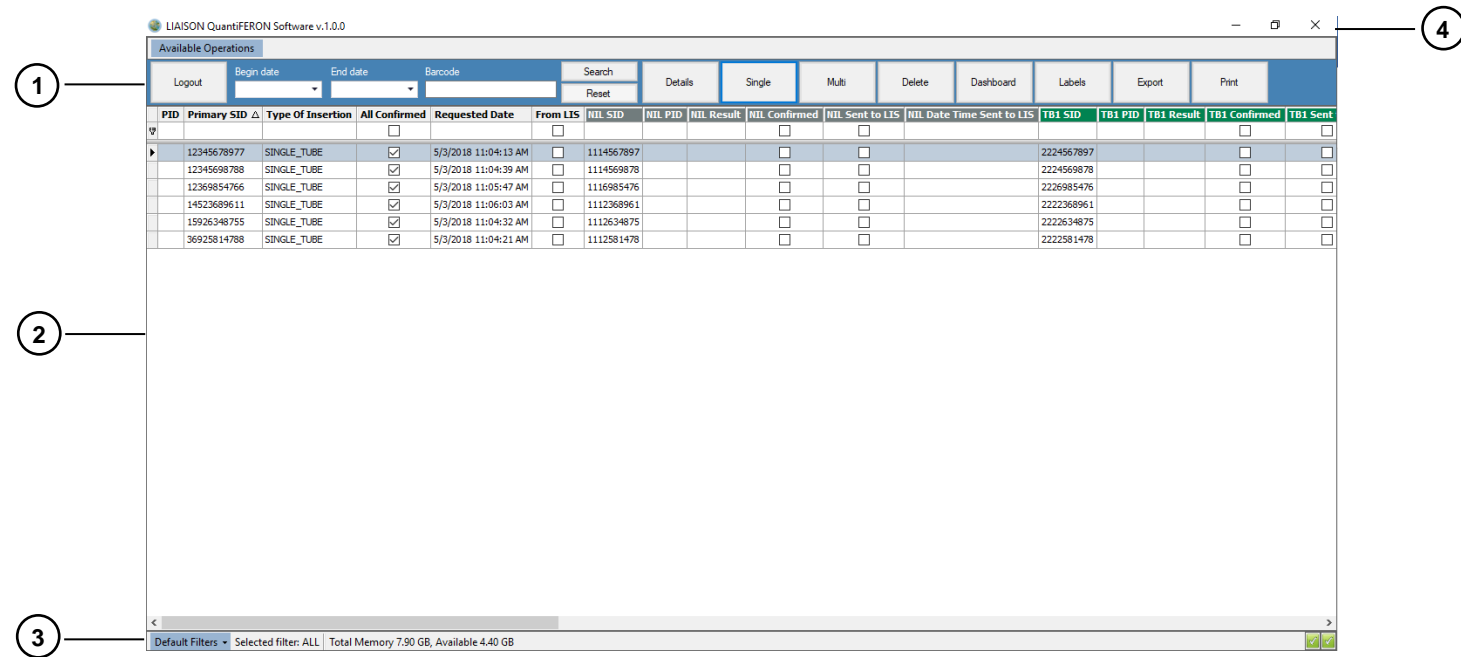 LIAISON QuantiFERON Software v.1.0.0
4
Available Operations
1
Logout Begin date End date Barcode Search Reset Details Single Multi Delete Dashboard Labels Export Print
PID Primary SID △ Type Of Insertion All Confirmed Requested Date From LIS NIL SID NIL PID NIL Result NIL Confirmed NIL Sent to LIS NIL Date Time Sent to LIS TB1 SID TB1 PID TB1 Result TB1 Confirmed TB1 Sent
12345678977 SINGLE_TUBE 5/3/2018 11:04:13 AM 1114567897 2224567897
12345698788 SINGLE_TUBE 5/3/2018 11:04:39 AM 1114569878 2224569878
12369854766 SINGLE_TUBE 5/3/2018 11:05:47 AM 1116985476 2226985476
14523689611 SINGLE_TUBE 5/3/2018 11:06:03 AM 1112368961 2222368961
15926348755 SINGLE_TUBE 5/3/2018 11:04:32 AM 1112634875 2222634875
36925814788 SINGLE_TUBE 5/3/2018 11:04:21 AM 1112581478 2222581478
2
3
Default Filters Selected filter: ALL Total Memory 7.90 GB, Available 4.40 GB